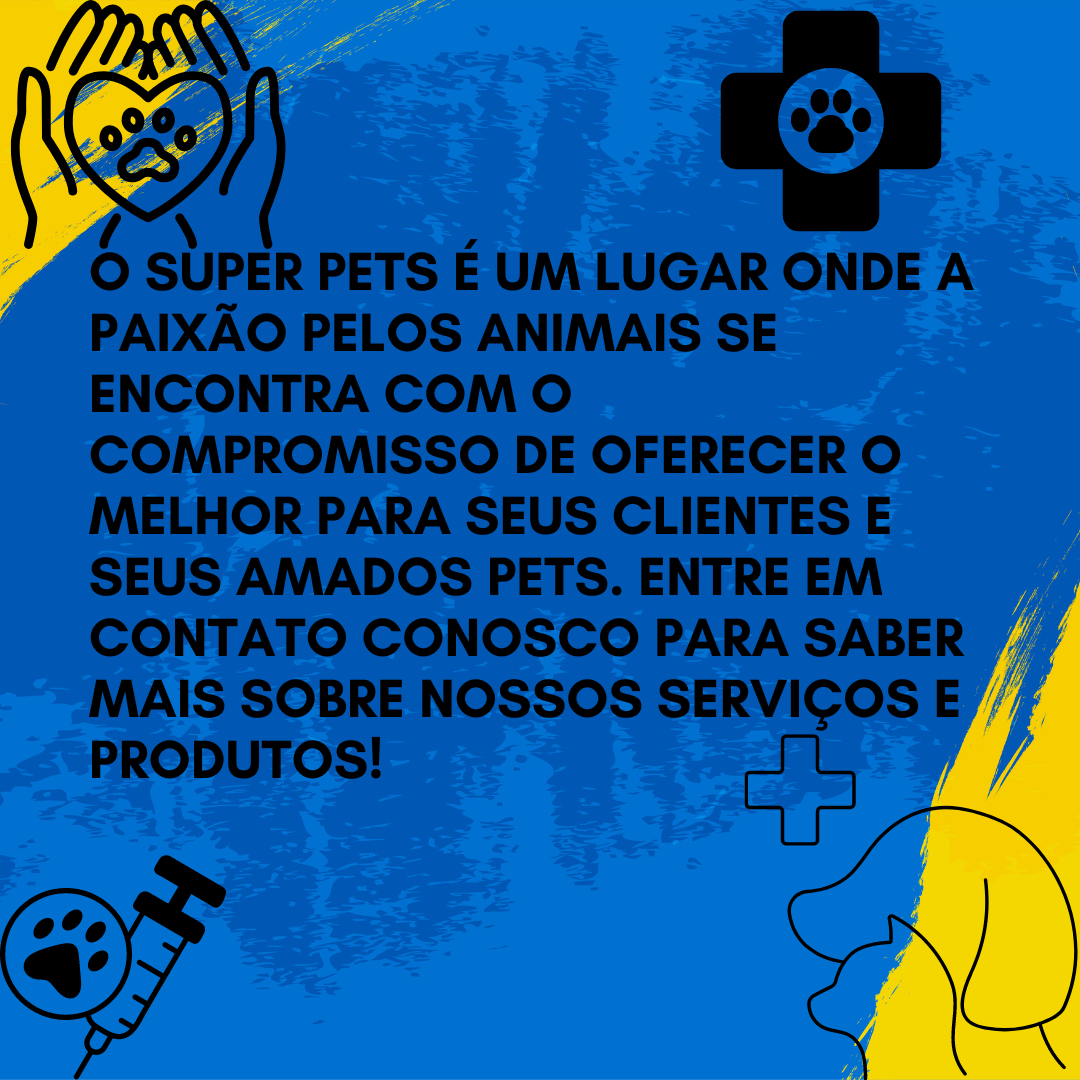 O SUPER PETS É UM LUGAR ONDE A
PAIXÃO PELOS ANIMAIS SE
ENCONTRA COM O
COMPROMISSO DE OFERECER O
MELHOR PARA SEUS CLIENTES E
SEUS AMADOS PETS. ENTRE EM
CONTATO CONOSCO PARA SABER
MAIS SOBRE NOSSOS SERVIÇOS E
PRODUTOS!